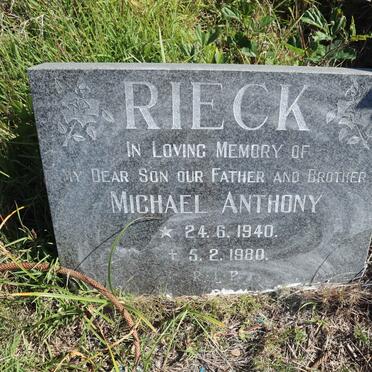 RIECK
IN LOVING MEMORY OF
MY DEAR SON OUR FATHER AND BROTHER
MICHAEL ANTHONY
★ 24.6.1940.
† 5.2.1980.
R.I.P.